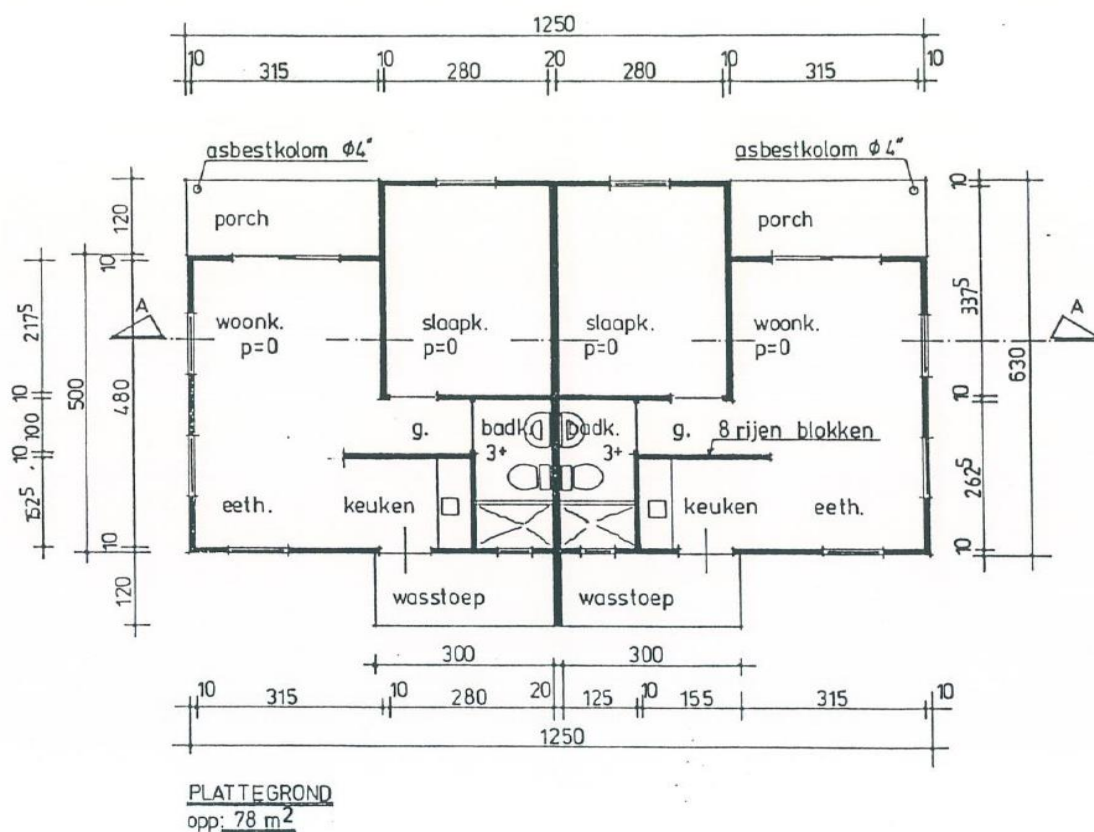 1250
10 315 10 280 20 280 10 315 10
asbestkolom ϕ4"
asbestkolom ϕ4"
porch
porch
120
10
480
10
120
500
2175
10
100
10
1525
10
3375
10
2625
10
630
A
A
woonk.
p=0
slaapk.
p=0
slaapk.
p=0
woonk.
p=0
g.
badk.
3+
badk.
3+
g.
8 rijen blokken
eeth.
keuken
keuken
eeth.
wasstoep
wasstoep
300 300
10 315 10 280 20 125 10 155 315 10
1250
PLATTEGROND
opp: 78 m²